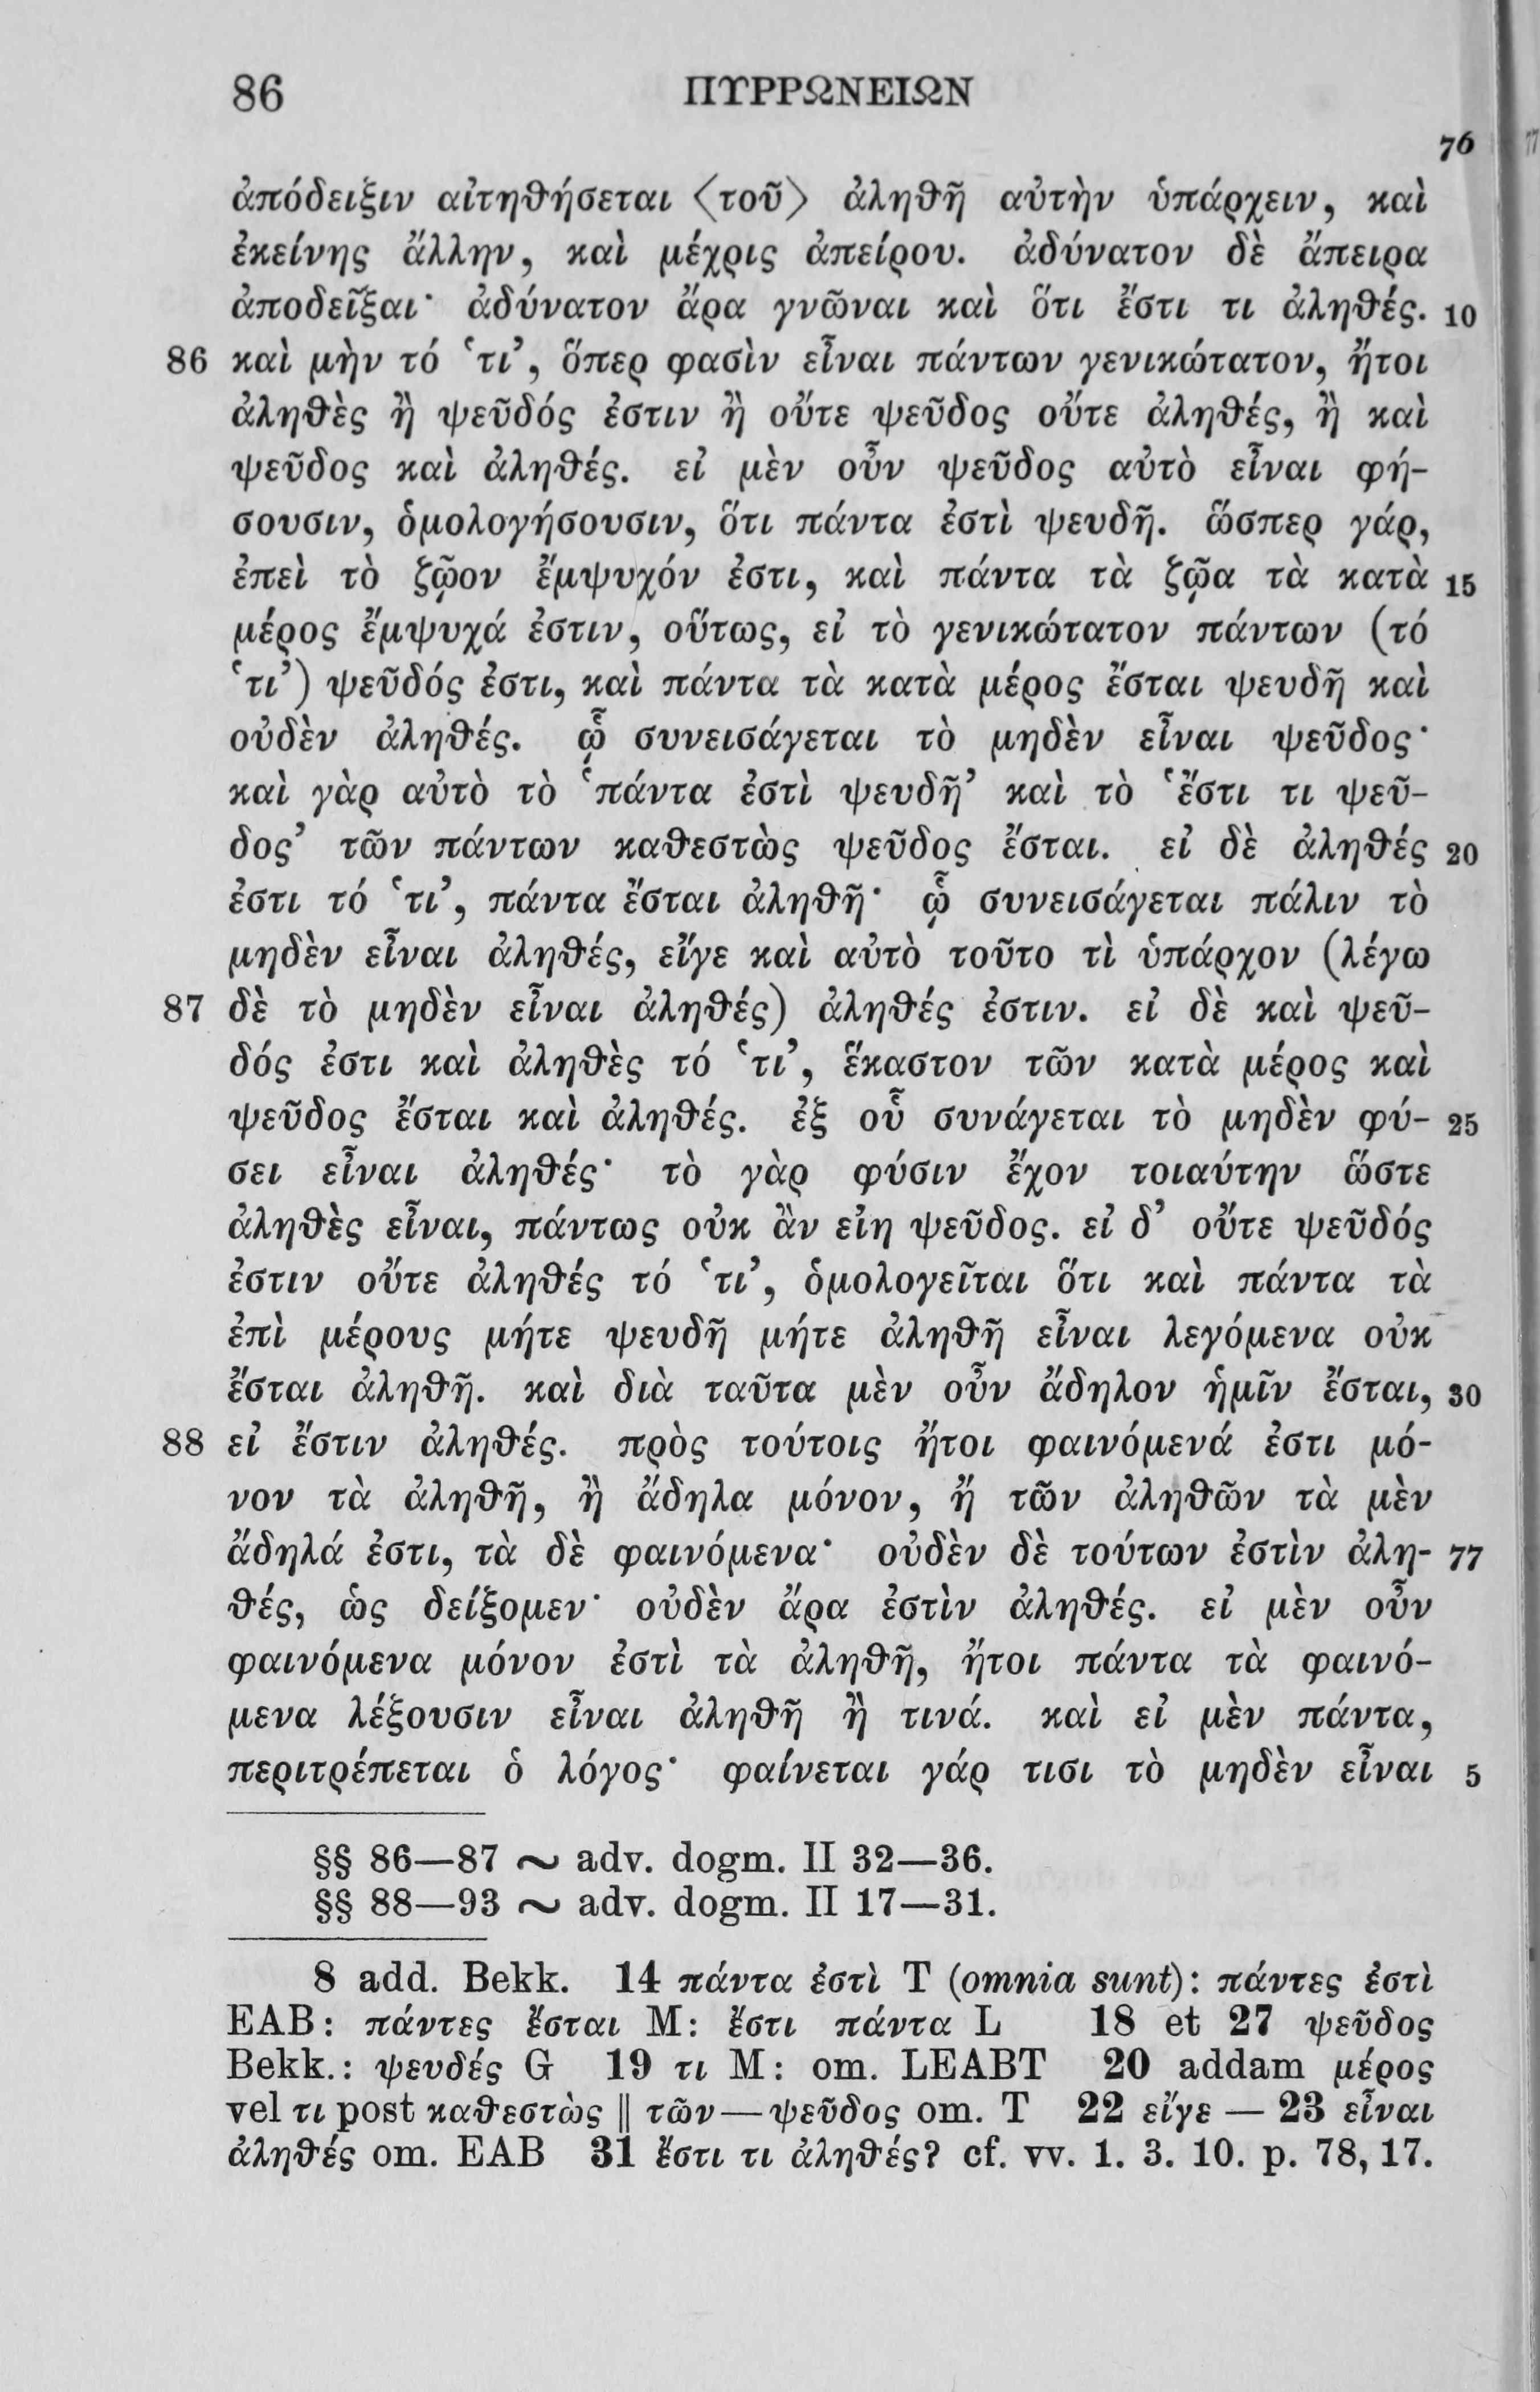 86 ΠΥΡΡΩΝΕΙΩΝ
76
ἀπόδειξιν αἰτηθήσεται 〈τοῦ〉 ἀληθῆ αὐτὴν ὑπάρχειν, καὶ
ἐκείνης ἄλλην, καὶ μέχρις ἀπείρου. ἀδύνατον δὲ ἄπειρα
ἀποδεῖξαι· ἀδύνατον ἄρα γνῶναι καὶ ὅτι ἔστι τι ἀληθές. 10
86 καὶ μὴν τό ‘τι’, ὅπερ φασὶν εἶναι πάντων γενικώτατον, ἤτοι
ἀληθὲς ἢ ψεῦδός ἐστιν ἢ οὔτε ψεῦδος οὔτε ἀληθές, ἢ καὶ
ψεῦδος καὶ ἀληθές. εἰ μὲν οὖν ψεῦδος αὐτὸ εἶναι φή-
σουσιν, ὁμολογήσουσιν, ὅτι πάντα ἐστὶ ψευδῆ. ὥσπερ γάρ,
ἐπεὶ τὸ ζῷον ἔμψυχόν ἐστι, καὶ πάντα τὰ ζῷα τὰ κατὰ 15
μέρος ἔμψυχά ἐστιν, οὕτως, εἰ τὸ γενικώτατον πάντων (τό
‘τι’) ψεῦδός ἐστι, καὶ πάντα τὰ κατὰ μέρος ἔσται ψευδῆ καὶ
οὐδὲν ἀληθές. ᾧ συνεισάγεται τὸ μηδὲν εἶναι ψεῦδος·
καὶ γὰρ αὐτὸ τὸ ‘πάντα ἐστὶ ψευδῆ’ καὶ τὸ ‘ἔστι τι ψεῦ-
δος’ τῶν πάντων καθεστὼς ψεῦδος ἔσται. εἰ δὲ ἀληθές 20
ἐστι τό ‘τι’, πάντα ἔσται ἀληθῆ· ᾧ συνεισάγεται πάλιν τὸ
μηδὲν εἶναι ἀληθές, εἴγε καὶ αὐτὸ τοῦτο τὶ ὑπάρχον (λέγω
87 δὲ τὸ μηδὲν εἶναι ἀληθές) ἀληθές ἐστιν. εἰ δὲ καὶ ψεῦ-
δός ἐστι καὶ ἀληθὲς τό ‘τι’, ἕκαστον τῶν κατὰ μέρος καὶ
ψεῦδος ἔσται καὶ ἀληθές. ἐξ οὗ συνάγεται τὸ μηδὲν φύ- 25
σει εἶναι ἀληθές· τὸ γὰρ φύσιν ἔχον τοιαύτην ὥστε
ἀληθὲς εἶναι, πάντως οὐκ ἂν εἴη ψεῦδος. εἰ δ’ οὔτε ψεῦδός
ἐστιν οὔτε ἀληθές τό ‘τι’, ὁμολογεῖται ὅτι καὶ πάντα τὰ
ἐπὶ μέρους μήτε ψευδῆ μήτε ἀληθῆ εἶναι λεγόμενα οὐκ
ἔσται ἀληθῆ. καὶ διὰ ταῦτα μὲν οὖν ἄδηλον ἡμῖν ἔσται, 30
88 εἰ ἔστιν ἀληθές. πρὸς τούτοις ἤτοι φαινόμενά ἐστι μό-
νον τὰ ἀληθῆ, ἢ ἄδηλα μόνον, ἢ τῶν ἀληθῶν τὰ μὲν
ἄδηλά ἐστι, τὰ δὲ φαινόμενα· οὐδὲν δὲ τούτων ἐστὶν ἀλη- 77
θές, ὡς δείξομεν· οὐδὲν ἄρα ἐστὶν ἀληθές. εἰ μὲν οὖν
φαινόμενα μόνον ἐστὶ τὰ ἀληθῆ, ἤτοι πάντα τὰ φαινό-
μενα λέξουσιν εἶναι ἀληθῆ ἢ τινά. καὶ εἰ μὲν πάντα,
περιτρέπεται ὁ λόγος· φαίνεται γάρ τισι τὸ μηδὲν εἶναι 5
§§ 86—87 ∾ adv. dogm. II 32—36.
§§ 88—93 ∾ adv. dogm. II 17—31.
8 add. Bekk. 14 πάντα ἐστὶ T (omnia sunt): πάντες ἐστὶ
EAB: πάντες ἔσται M: ἔστι πάντα L 18 et 27 ψεῦδος
Bekk.: ψευδές G 19 τι M: om. LEABT 20 addam μέρος
vel τι post καθεστὼς || τῶν—ψεῦδος om. T 22 εἴγε — 23 εἶναι
ἀληθές om. EAB 31 ἔστι τι ἀληθές? cf. vv. 1. 3. 10. p. 78, 17.